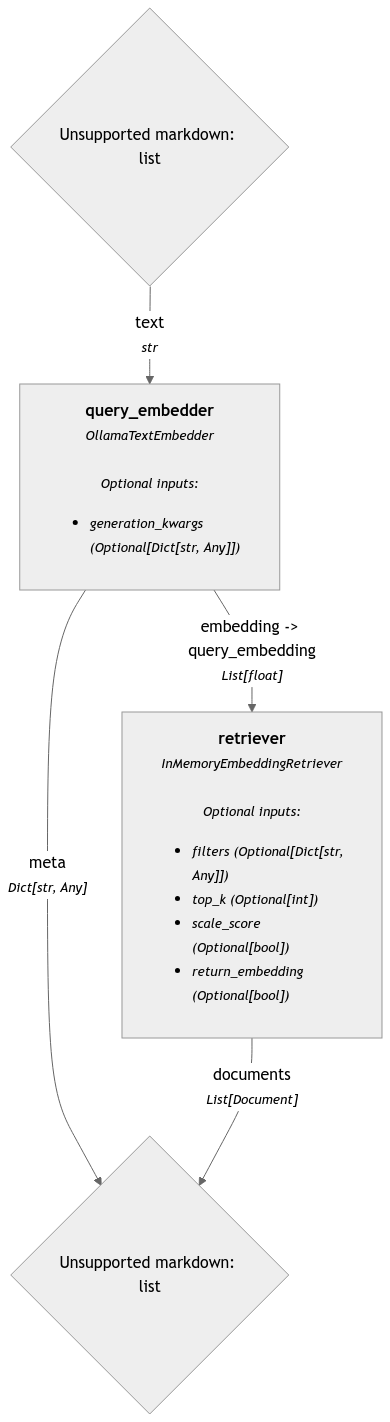 Unsupported markdown:
list
text
str
query_embedder
OllamaTextEmbedder
Optional inputs:
• generation_kwargs
(Optional[Dict[str, Any]])
embedding ->
query_embedding
List[float]
retriever
InMemoryEmbeddingRetriever
Optional inputs:
• filters (Optional[Dict[str,
Any]])
• top_k (Optional[int])
• scale_score
(Optional[bool])
• return_embedding
(Optional[bool])
meta
Dict[str, Any]
documents
List[Document]
Unsupported markdown:
list